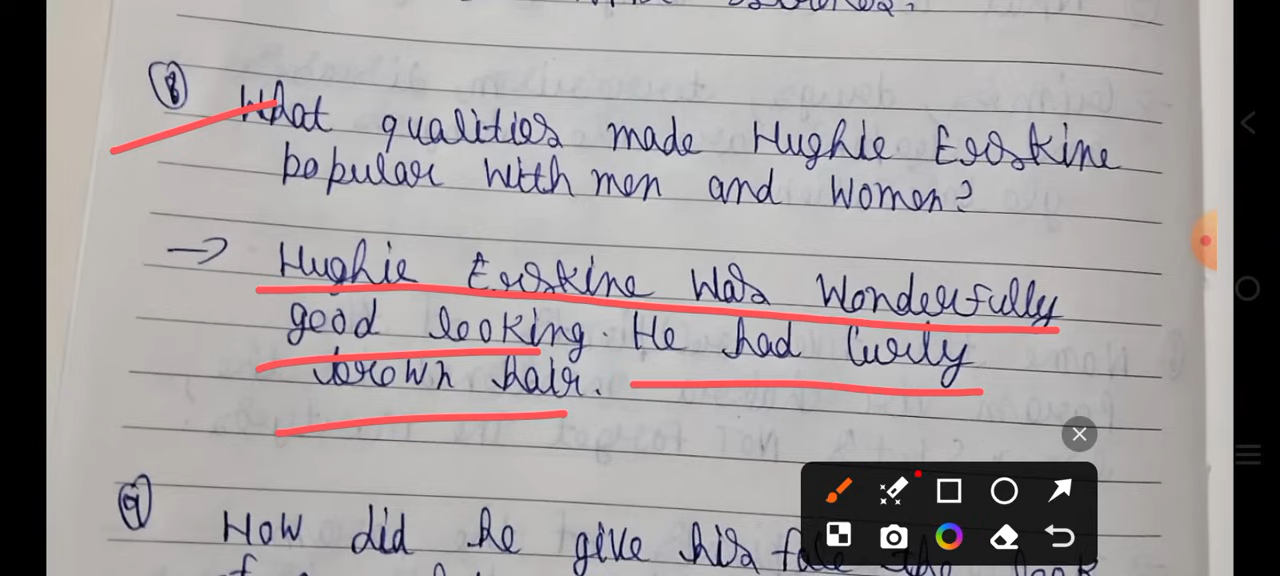 ⑧ What qualities made Hughie Erskine
popular with men and women?
→ Hughie Erskine was wonderfully
good looking. He had curly
brown hair.
⑨ How did he give his